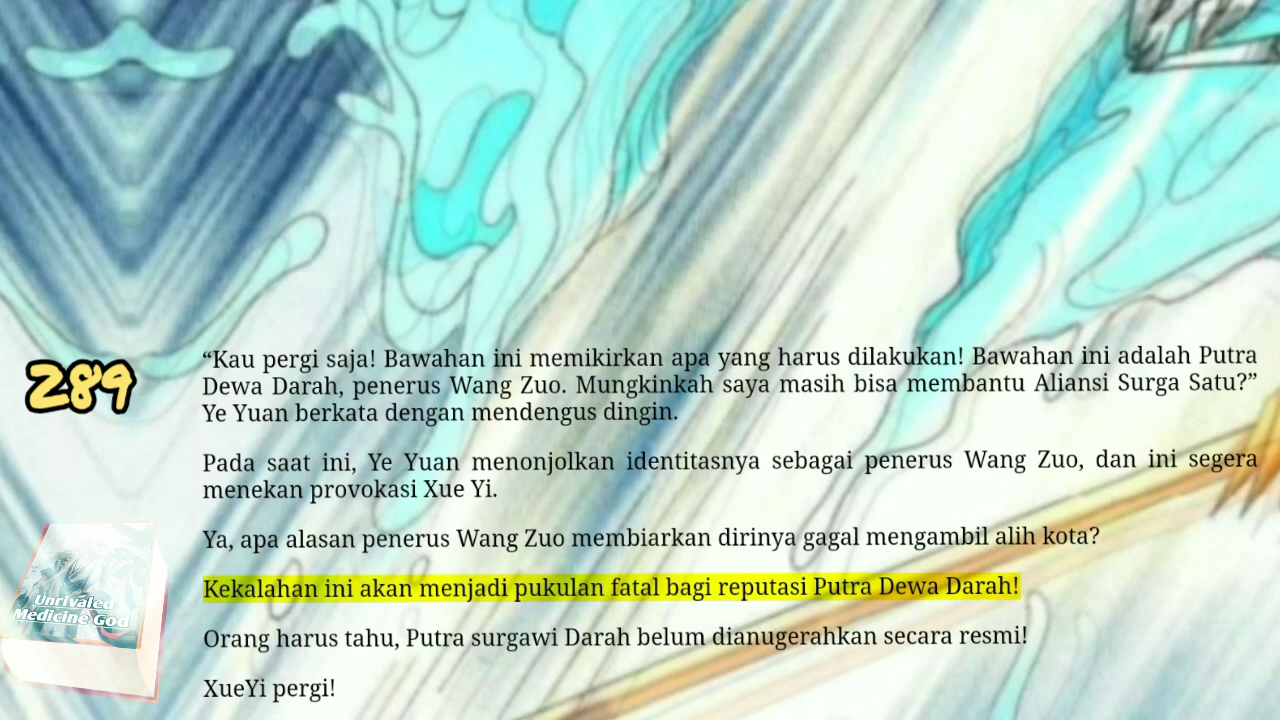 “Kau pergi saja! Bawahan ini memikirkan apa yang harus dilakukan! Bawahan ini adalah Putra
Dewa Darah, penerus Wang Zuo. Mungkinkah saya masih bisa membantu Aliansi Surga Satu?”
Ye Yuan berkata dengan mendengus dingin.
289
Pada saat ini, Ye Yuan menonjolkan identitasnya sebagai penerus Wang Zuo, dan ini segera
menekan provokasi Xue Yi.
Ya, apa alasan penerus Wang Zuo membiarkan dirinya gagal mengambil alih kota?
Kekalahan ini akan menjadi pukulan fatal bagi reputasi Putra Dewa Darah!
Unrivaled
Medicine God
Orang harus tahu, Putra surgawi Darah belum dianugerahkan secara resmi!
XueYi pergi!